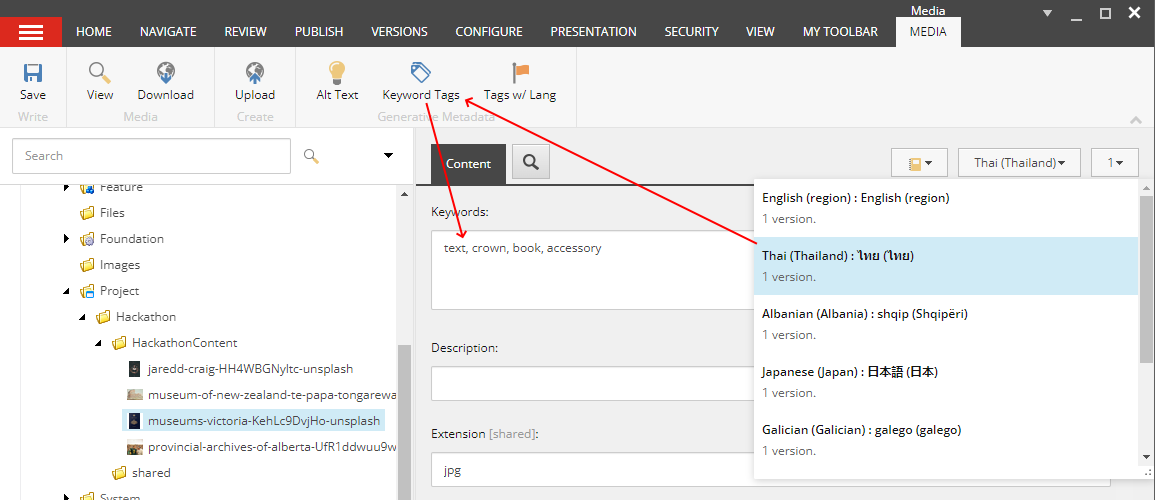 Media
HOME NAVIGATE REVIEW PUBLISH VERSIONS CONFIGURE PRESENTATION SECURITY VIEW MY TOOLBAR MEDIA
Save View Download Upload Alt Text Keyword Tags Tags w/ Lang
Write Media Create Generative Metadata
Search
Feature
Files
Foundation
Images
Project
Hackathon
HackathonContent
jaredd-craig-HH4WBGNyltc-unsplash
museum-of-new-zealand-te-papa-tongarewa
museums-victoria-KehLc9DvjHo-unsplash
provincial-archives-of-alberta-UfR1ddwuu9w
shared
System
Content
Thai (Thailand) 1
Keywords:
text, crown, book, accessory
Description:
Extension [shared]:
jpg
English (region) : English (region)
1 version.
Thai (Thailand) : ไทย (ไทย)
1 version.
Albanian (Albania) : shqip (Shqipëri)
1 version.
Japanese (Japan) : 日本語 (日本)
1 version.
Galician (Galician) : galego (galego)
1 version.